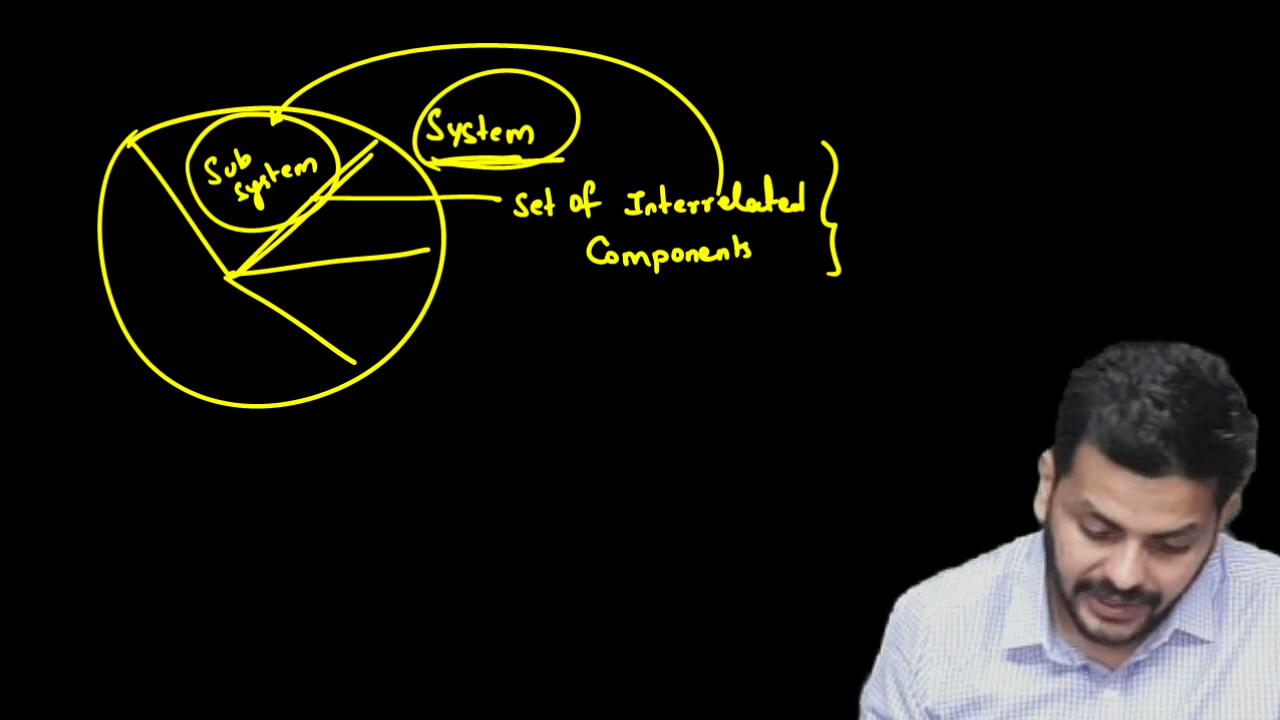 System
Sub
system
Set of Interrelated
Components